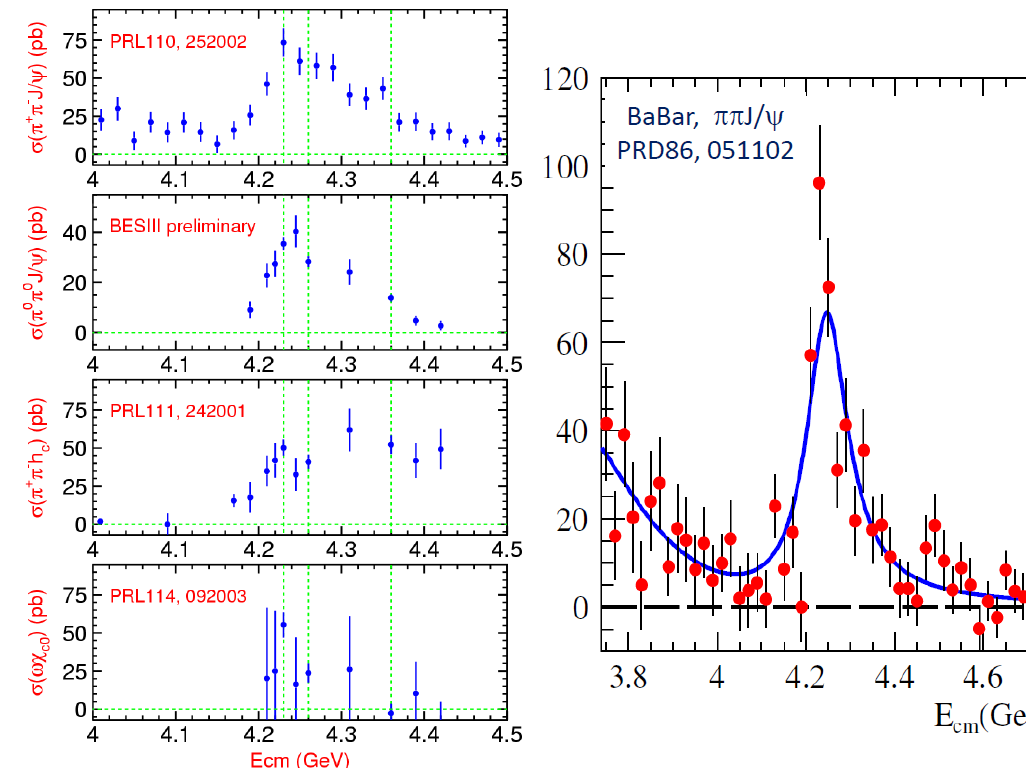 75
50
25
0
σ(π⁺π⁻J/ψ) (pb)
PRL110, 252002
4 4.1 4.2 4.3 4.4 4.5
40
20
0
σ(π⁰π⁰J/ψ) (pb)
BESIII preliminary
4 4.1 4.2 4.3 4.4 4.5
75
50
25
0
σ(π⁺π⁻h_c) (pb)
PRL111, 242001
4 4.1 4.2 4.3 4.4 4.5
75
50
25
0
σ(ωχ_c0) (pb)
PRL114, 092003
4 4.1 4.2 4.3 4.4 4.5
Ecm (GeV)
120
100
80
60
40
20
0
BaBar, ππJ/ψ
PRD86, 051102
3.8 4 4.2 4.4 4.6
E_cm(Ge